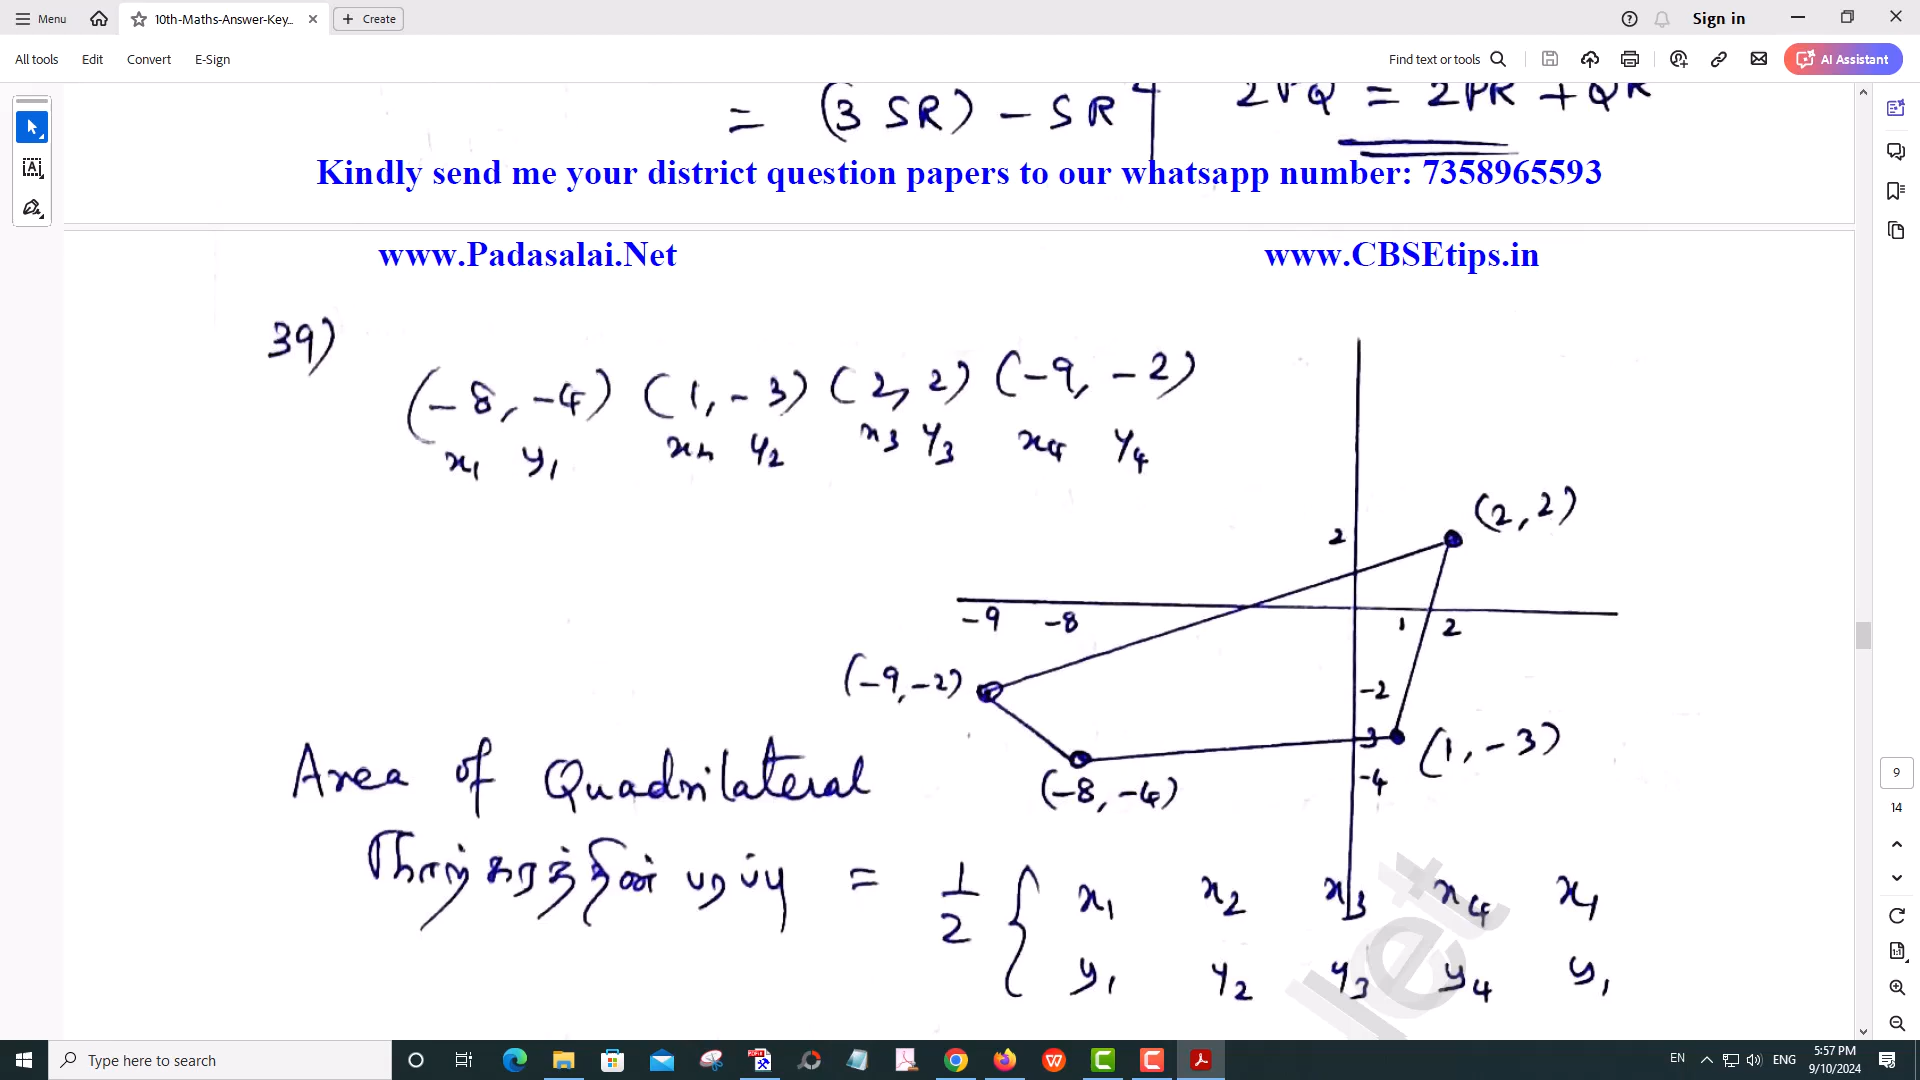 Menu
10th-Maths-Answer-Key...
Create
Sign in
All tools Edit Convert E-Sign
Find text or tools
AI Assistant
= (3 SR) - SR
2PQ = 2PR + QR
Kindly send me your district question papers to our whatsapp number: 7358965593
www.Padasalai.Net www.CBSEtips.in
39)
(-8, -4) (1, -3) (2, 2) (-9, -2)
x₁ y₁ x₂ y₂ x₃ y₃ x₄ y₄
(2, 2)
2
-9 -8 1 2
(-9, -2)
-2
3
(1, -3)
-4
(-8, -4)
Area of Quadrilateral
நாற்கரத்தின் பரப்பு = 1/2 { x₁ x₂ x₃ x₄ x₁
y₁ y₂ y₃ y₄ y₁
9
14
Type here to search
EN
ENG
5:57 PM
9/10/2024